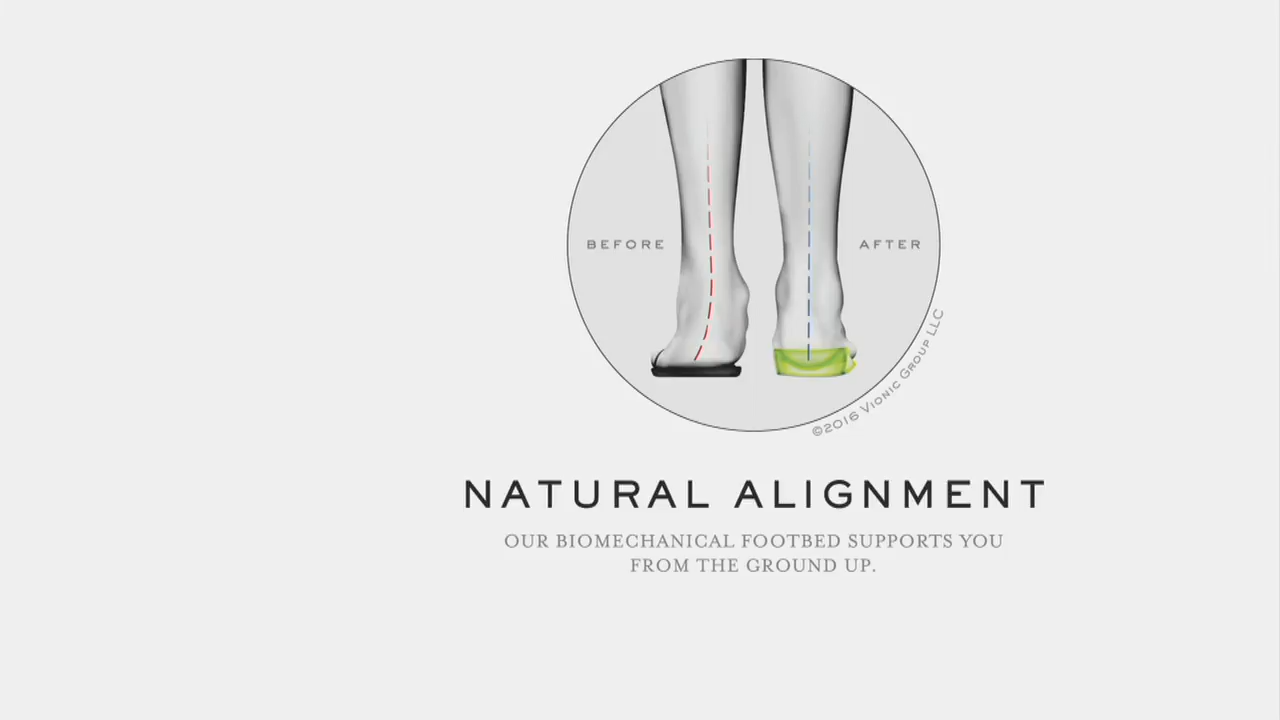 BEFORE
AFTER
©2016 VIONIC GROUP LLC
NATURAL ALIGNMENT
OUR BIOMECHANICAL FOOTBED SUPPORTS YOU
FROM THE GROUND UP.